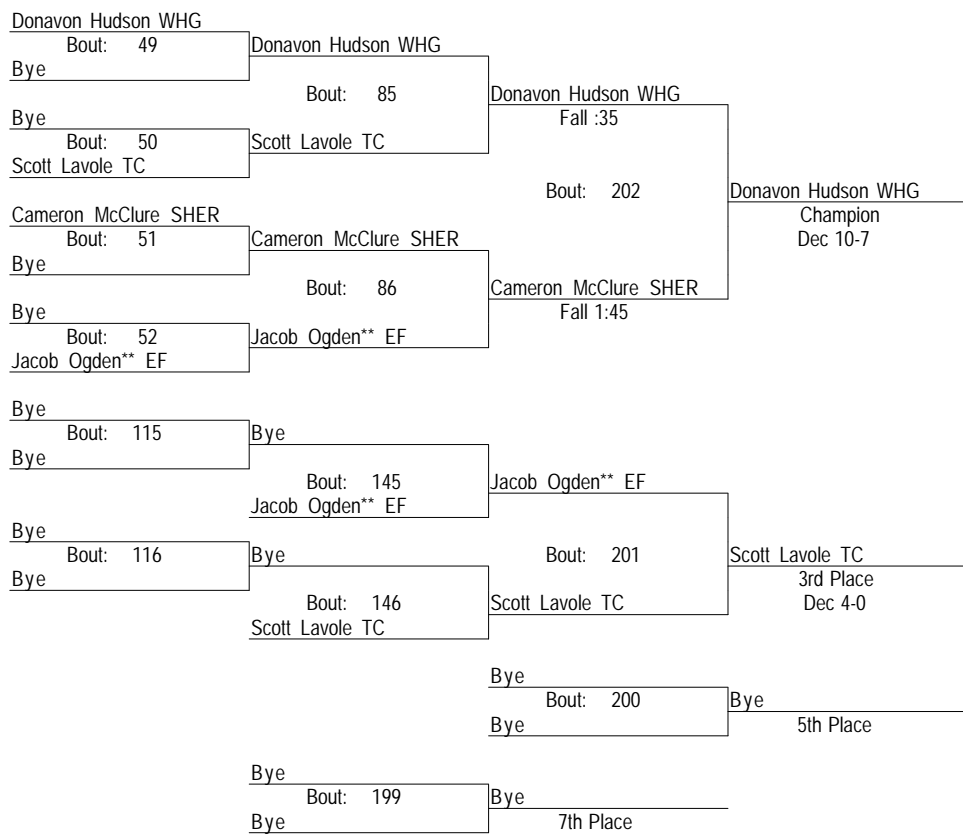 Donavon Hudson WHG
Bout: 49
Bye
Donavon Hudson WHG
Bout: 85
Donavon Hudson WHG
Fall :35
Bye
Bout: 50
Scott Lavole TC
Scott Lavole TC
Bout: 202
Donavon Hudson WHG
Champion
Dec 10-7
Cameron McClure SHER
Bout: 51
Bye
Cameron McClure SHER
Bout: 86
Cameron McClure SHER
Fall 1:45
Bye
Bout: 52
Jacob Ogden** EF
Jacob Ogden** EF
Bye
Bout: 115
Bye
Bye
Bout: 145
Jacob Ogden** EF
Jacob Ogden** EF
Bye
Bout: 116
Bye
Bye
Bout: 201
Scott Lavole TC
3rd Place
Dec 4-0
Bout: 146
Scott Lavole TC
Scott Lavole TC
Bye
Bout: 200
Bye
Bye
5th Place
Bye
Bout: 199
Bye
Bye
7th Place